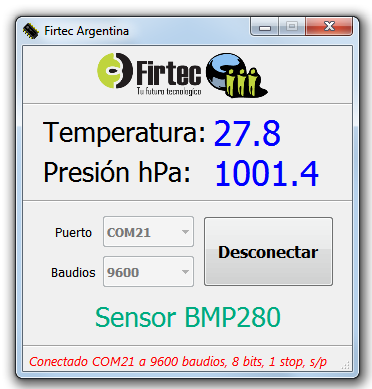 Firtec Argentina
Firtec
Tu futuro tecnologico
Temperatura: 27.8
Presión hPa: 1001.4
Puerto COM21
Baudios 9600
Desconectar
Sensor BMP280
Conectado COM21 a 9600 baudios, 8 bits, 1 stop, s/p